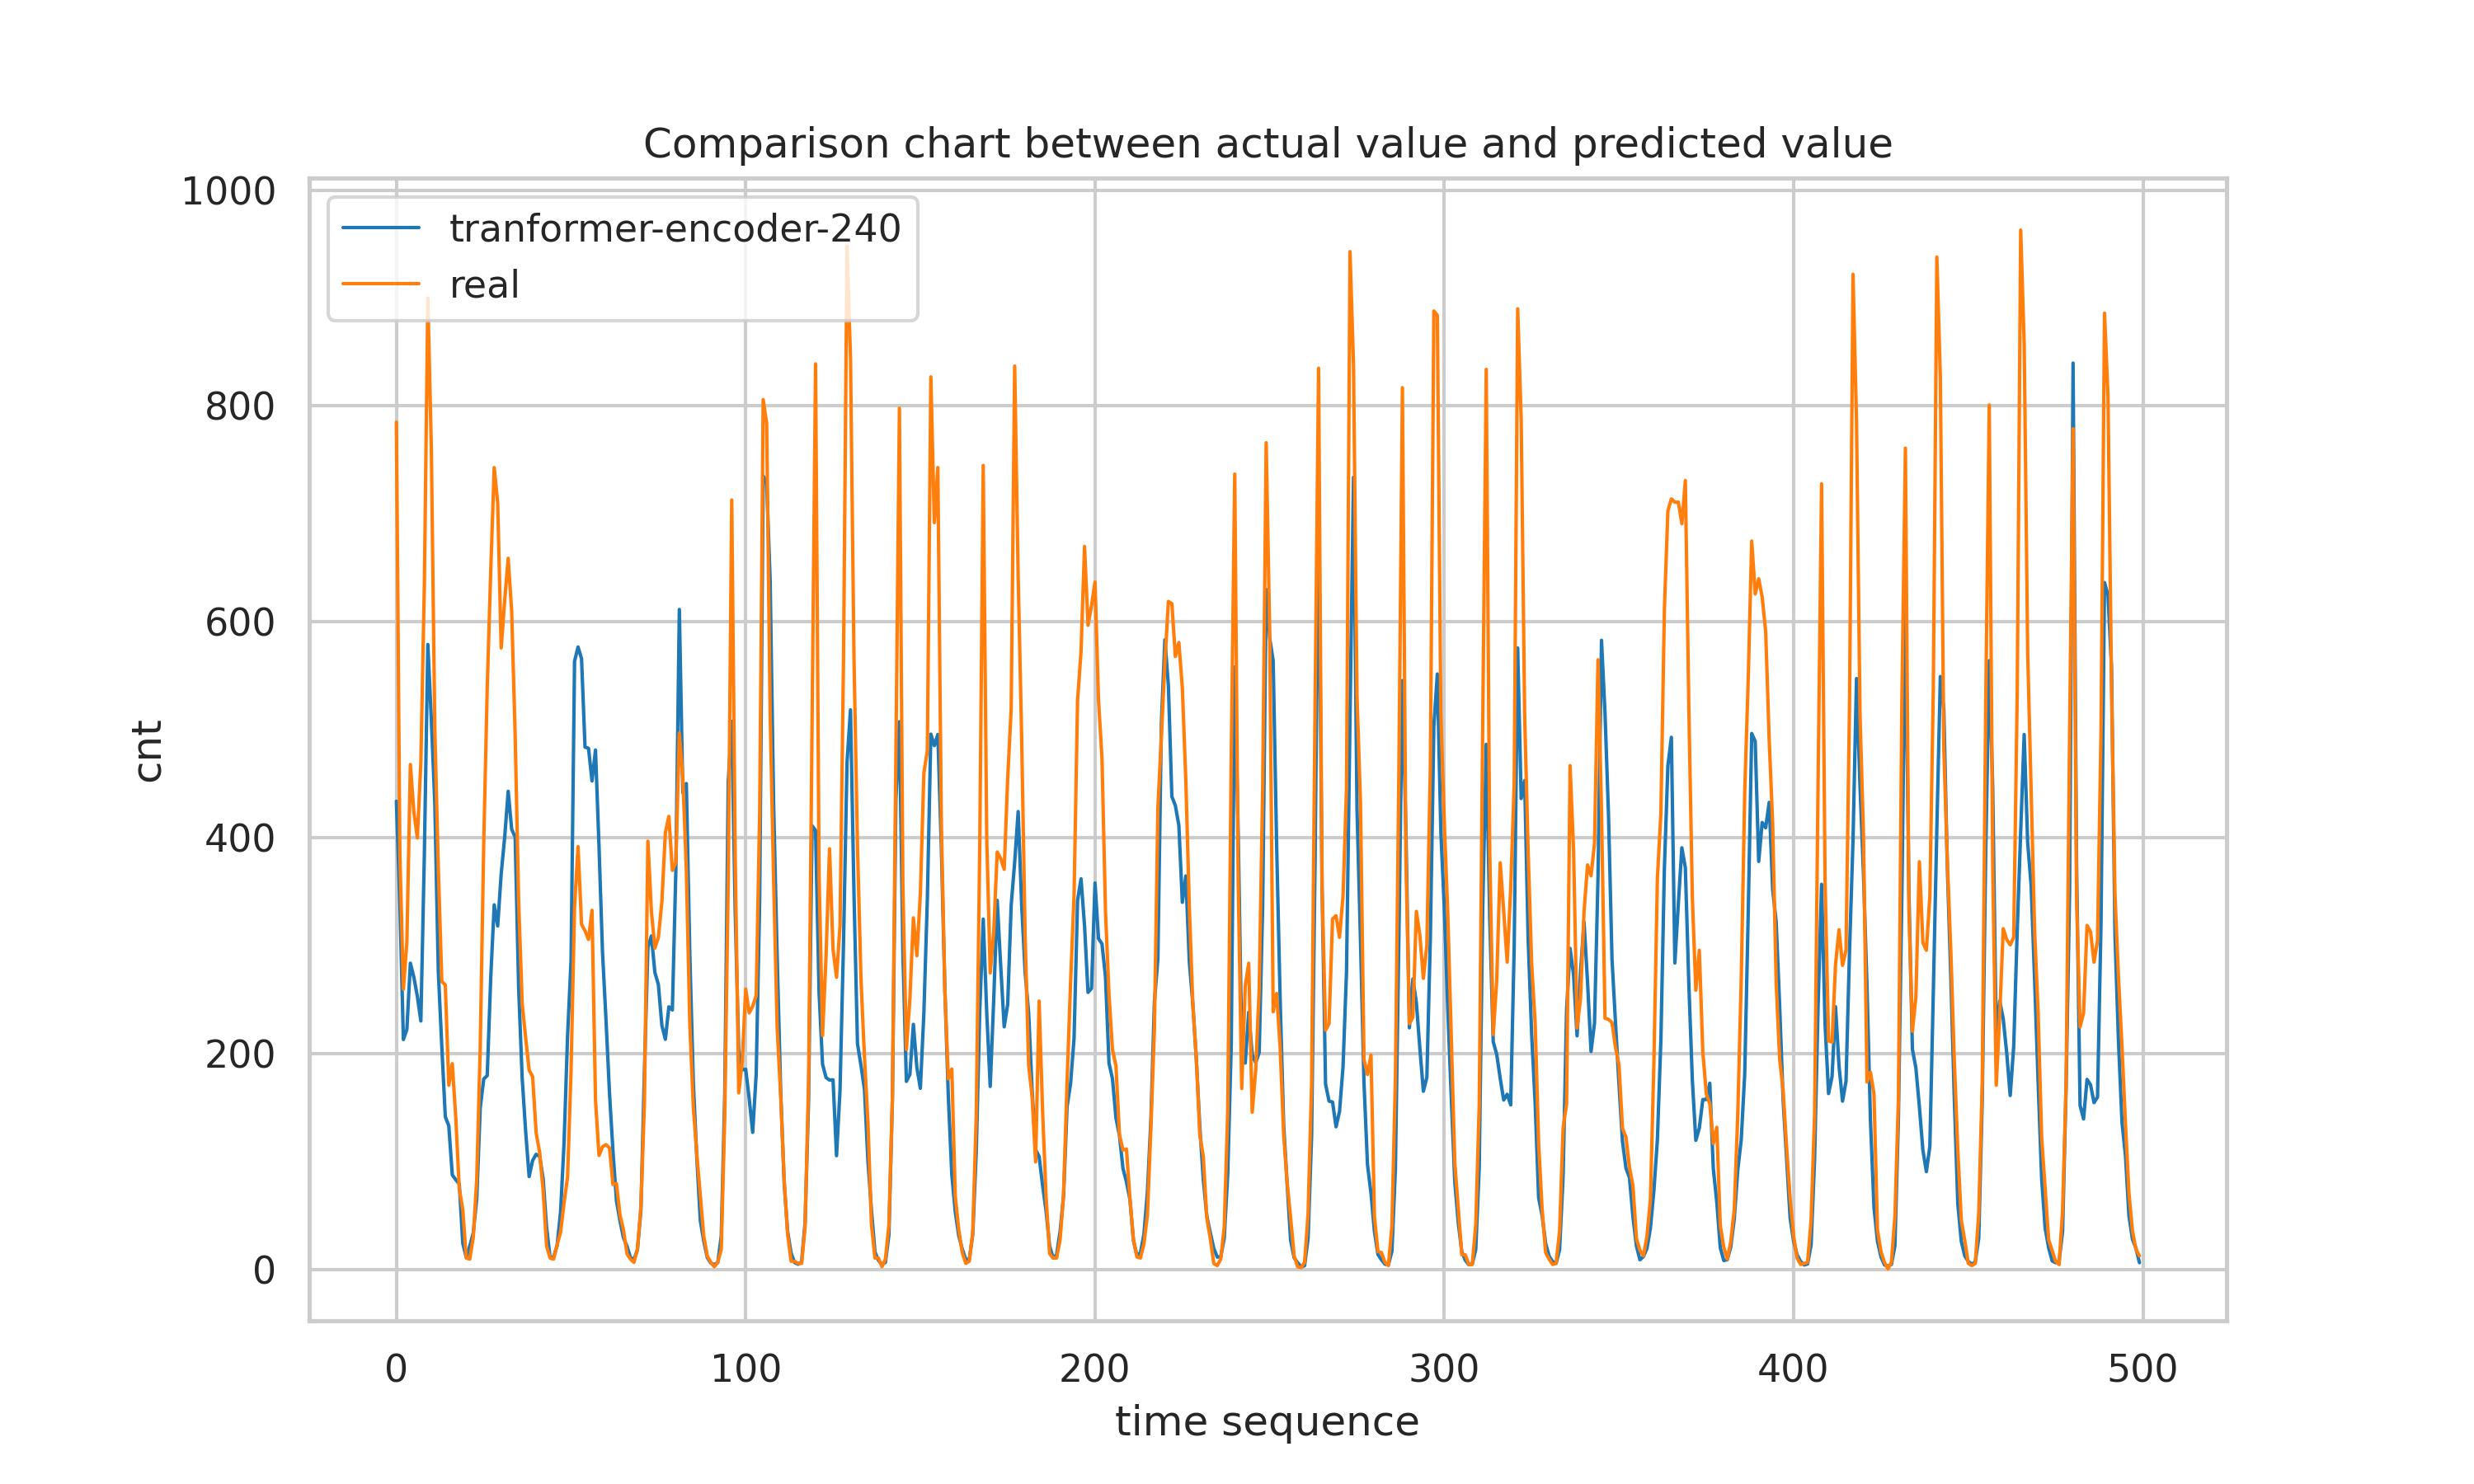 Comparison chart between actual value and predicted value
1000
800
600
400
200
0
cnt
tranformer-encoder-240
real
0 100 200 300 400 500
time sequence